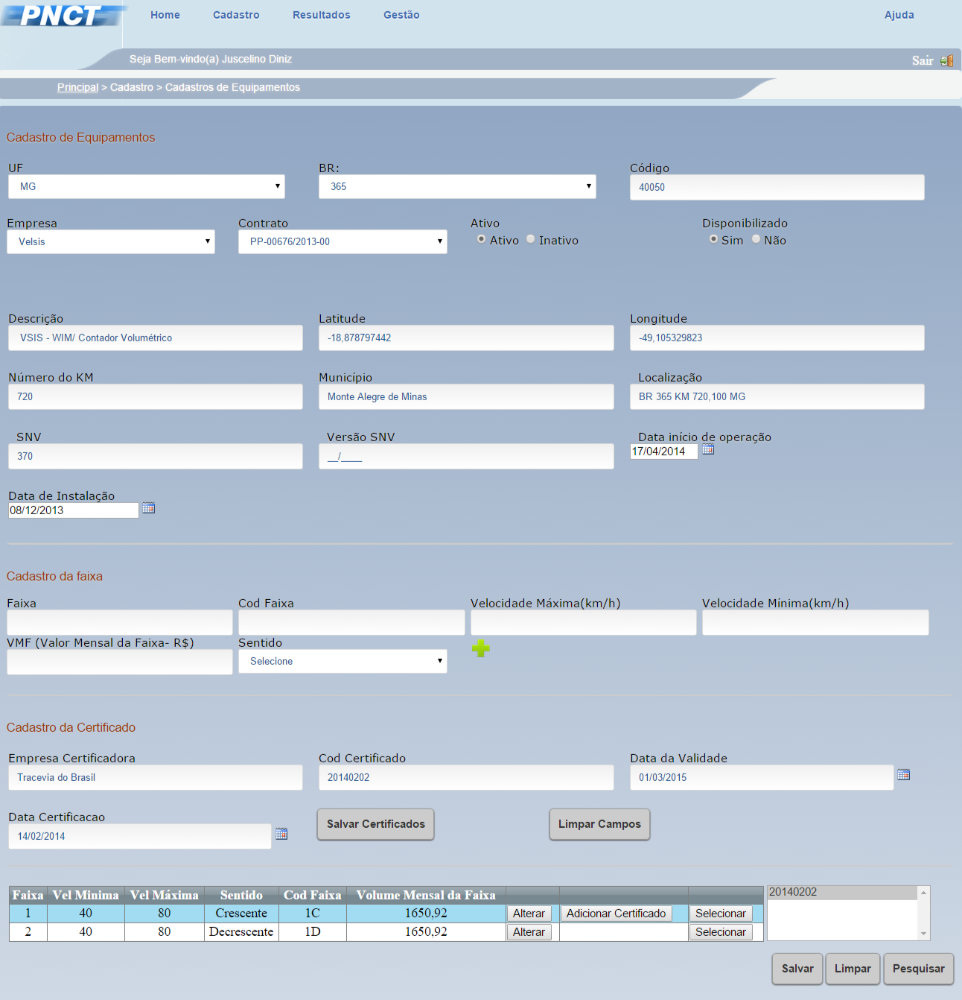 PNCT Home Cadastro Resultados Gestão Ajuda
Seja Bem-vindo(a) Juscelino Diniz Sair
Principal > Cadastro > Cadastros de Equipamentos
Cadastro de Equipamentos
UF BR: Código
MG 365 40050
Empresa Contrato Ativo Disponibilizado
Velsis PP-00676/2013-00 Ativo Inativo Sim Não
Descrição Latitude Longitude
VSIS - WIM/ Contador Volumétrico -18,878797442 -49,105329823
Número do KM Município Localização
720 Monte Alegre de Minas BR 365 KM 720,100 MG
SNV Versão SNV Data início de operação
370 __/____ 17/04/2014
Data de Instalação
08/12/2013
Cadastro da faixa
Faixa Cod Faixa Velocidade Máxima(km/h) Velocidade Mínima(km/h)
VMF (Valor Mensal da Faixa- R$) Sentido
Selecione
Cadastro da Certificado
Empresa Certificadora Cod Certificado Data da Validade
Tracevia do Brasil 20140202 01/03/2015
Data Certificacao
14/02/2014 Salvar Certificados Limpar Campos
Faixa Vel Minima Vel Máxima Sentido Cod Faixa Volume Mensal da Faixa 20140202
1 40 80 Crescente 1C 1650,92 Alterar Adicionar Certificado Selecionar
2 40 80 Decrescente 1D 1650,92 Alterar Selecionar
Salvar Limpar Pesquisar